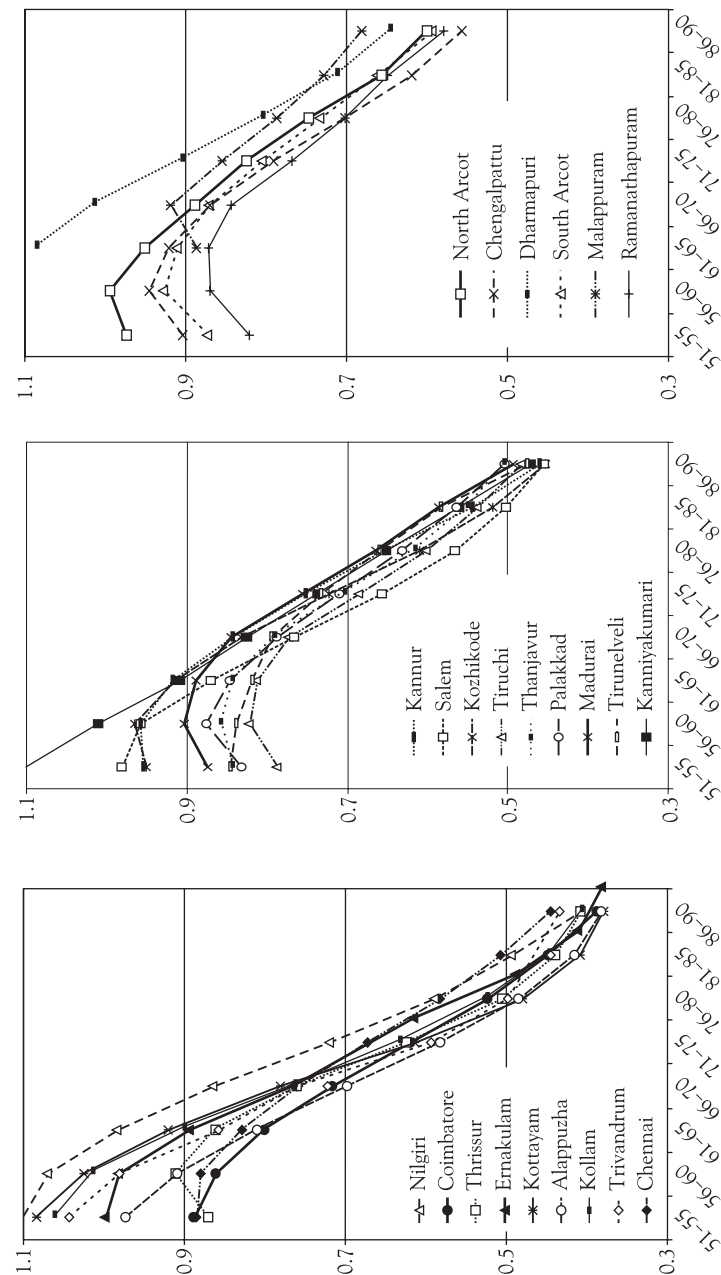 1.1
0.9
0.7
0.5
0.3
51–55
56–60
61–65
66–70
71–75
76–80
81–85
86–90
Nilgiri
Coimbatore
Thrissur
Ernakulam
Kottayam
Alappuzha
Kollam
Trivandrum
Chennai
1.1
0.9
0.7
0.5
0.3
51–55
56–60
61–65
66–70
71–75
76–80
81–85
86–90
Kannur
Salem
Kozhikode
Tiruchi
Thanjavur
Palakkad
Madurai
Tirunelveli
Kanniyakumari
1.1
0.9
0.7
0.5
0.3
51–55
56–60
61–65
66–70
71–75
76–80
81–85
86–90
North Arcot
Chengalpattu
Dharmapuri
South Arcot
Malappuram
Ramanathapuram